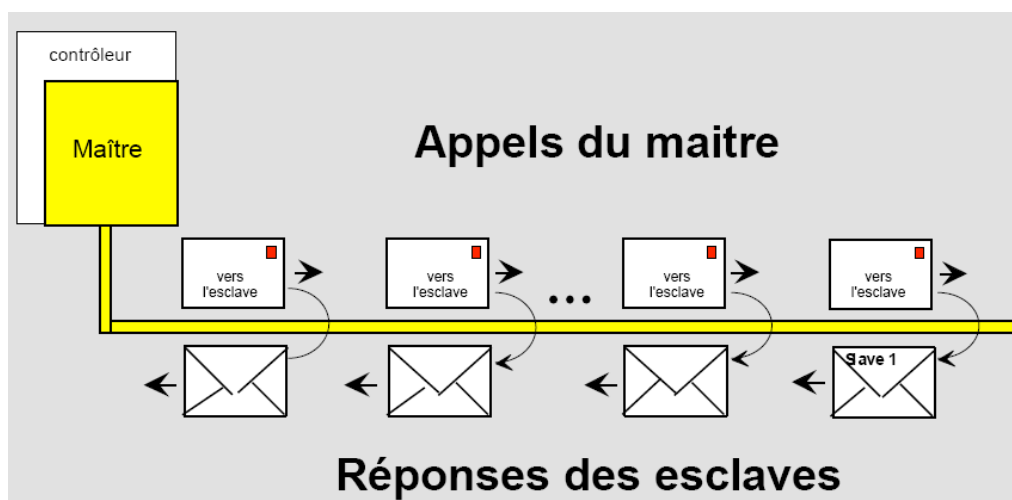 contrôleur
Maître
Appels du maitre
vers
l'esclave
vers
l'esclave
...
vers
l'esclave
vers
l'esclave
Slave 1
Réponses des esclaves